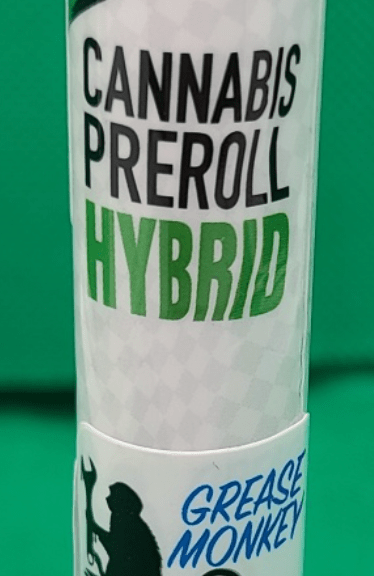 CANNABIS
PREROLL
HYBRID
GREASE
MONKEY